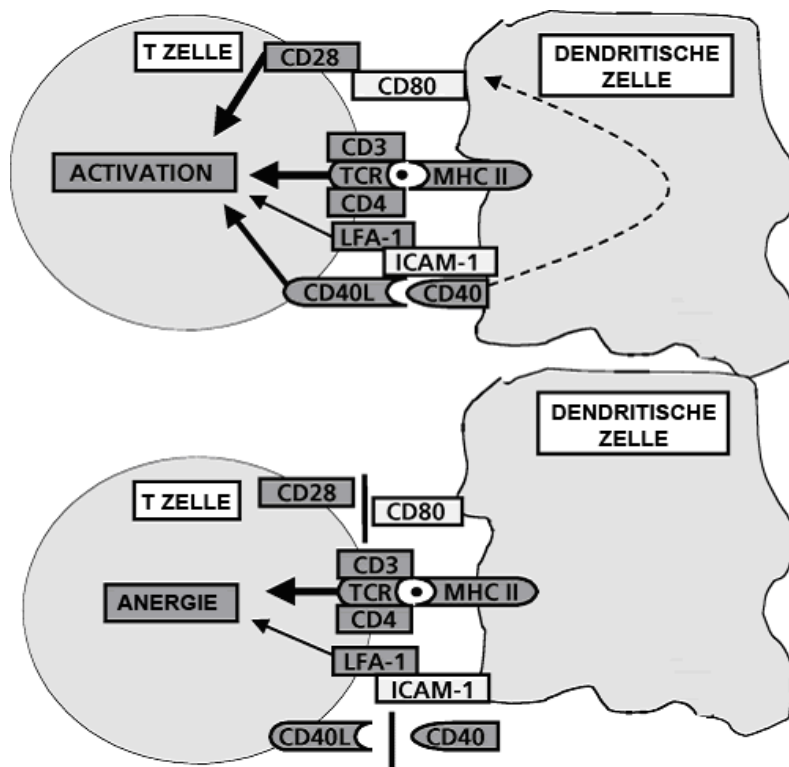 T ZELLE
CD28
CD80
DENDRITISCHE
ZELLE
CD3
ACTIVATION
TCR
MHC II
CD4
LFA-1
ICAM-1
CD40L
CD40
DENDRITISCHE
ZELLE
T ZELLE
CD28
CD80
CD3
ANERGIE
TCR
MHC II
CD4
LFA-1
ICAM-1
CD40L
CD40